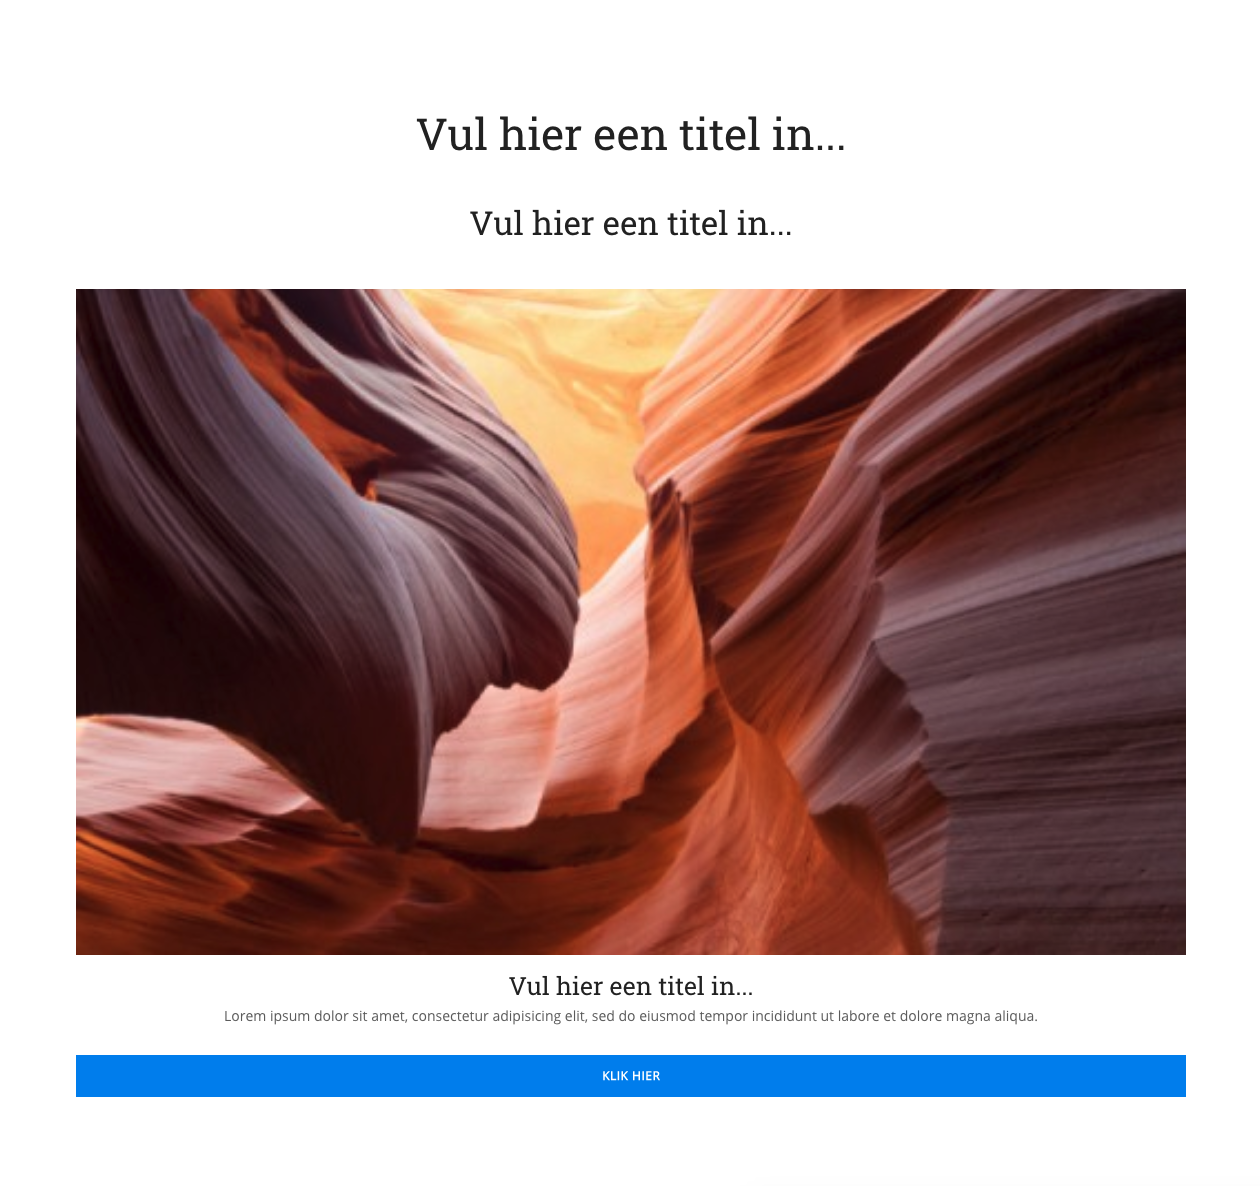 Vul hier een titel in...
Vul hier een titel in...
Vul hier een titel in...
Lorem ipsum dolor sit amet, consectetur adipisicing elit, sed do eiusmod tempor incididunt ut labore et dolore magna aliqua.
KLIK HIER